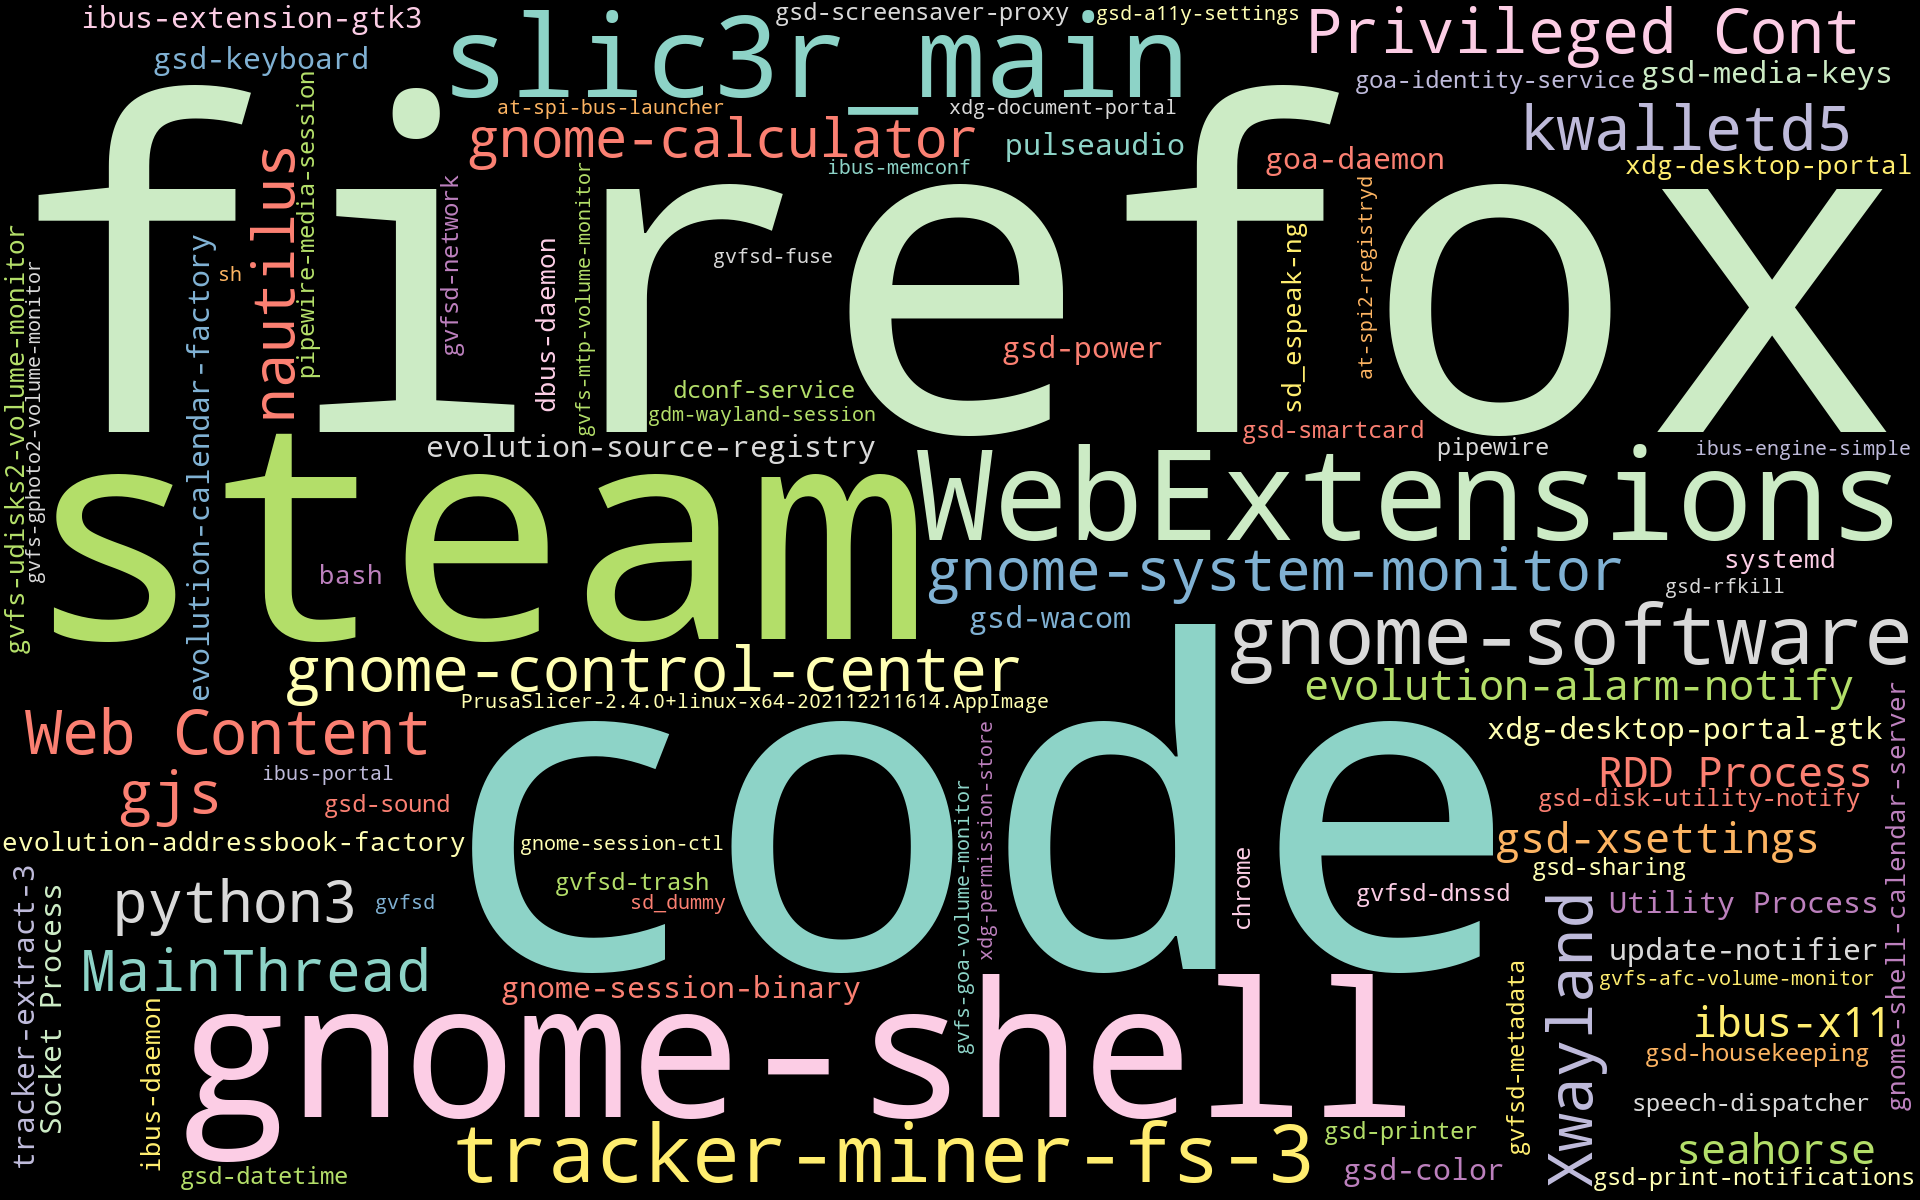 ibus-extension-gtk3
gsd-screensaver-proxy
gsd-a11y-settings
Privileged Cont
slic3r_main
gsd-keyboard
goa-identity-service
gsd-media-keys
at-spi-bus-launcher
xdg-document-portal
kwalletd5
gnome-calculator
pulseaudio
goa-daemon
ibus-memconf
xdg-desktop-portal
firefox
nautilus
pipewire-media-session
gvfsd-network
gvfs-mtp-volume-monitor
gvfsd-fuse
sd_espeak-ng
at-spi2-registryd
gvfs-udisks2-volume-monitor
gvfs-gphoto2-volume-monitor
evolution-calendar-factory
sh
dbus-daemon
gsd-power
dconf-service
gdm-wayland-session
gsd-smartcard
evolution-source-registry
pipewire
ibus-engine-simple
steam
WebExtensions
bash
gnome-system-monitor
systemd
gsd-rfkill
gsd-wacom
gnome-software
gnome-control-center
evolution-alarm-notify
PrusaSlicer-2.4.0+linux-x64-202112211614.AppImage
Web Content
xdg-desktop-portal-gtk
code
ibus-portal
RDD Process
gjs
gsd-sound
gsd-disk-utility-notify
xdg-permission-store
gvfs-goa-volume-monitor
gnome-shell-calendar-server
evolution-addressbook-factory
gnome-session-ctl
gsd-xsettings
gsd-sharing
gvfsd-trash
chrome
gvfsd-dnssd
python3
gvfsd
sd_dummy
Utility Process
tracker-extract-3
Socket Process
Xwayland
update-notifier
MainThread
gvfs-afc-volume-monitor
gnome-session-binary
ibus-daemon
gnome-shell
gvfsd-metadata
ibus-x11
gsd-housekeeping
speech-dispatcher
tracker-miner-fs-3
gsd-printer
seahorse
gsd-datetime
gsd-color
gsd-print-notifications